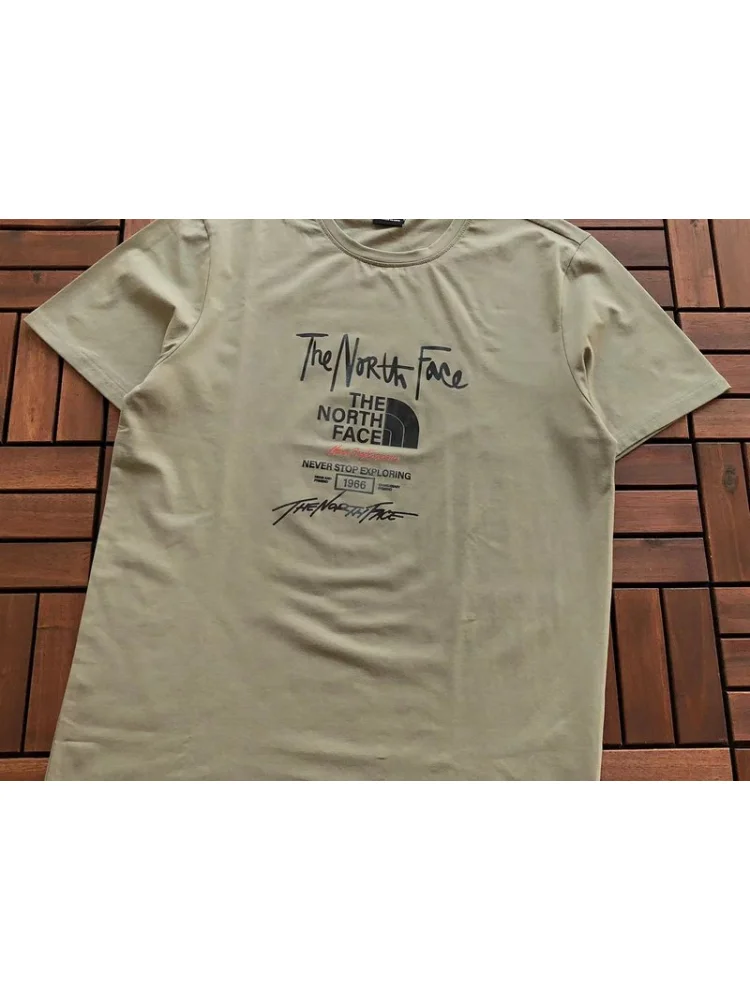 The North Face
THE
NORTH
FACE
NEVER STOP EXPLORING
1966
THE NORTH FACE